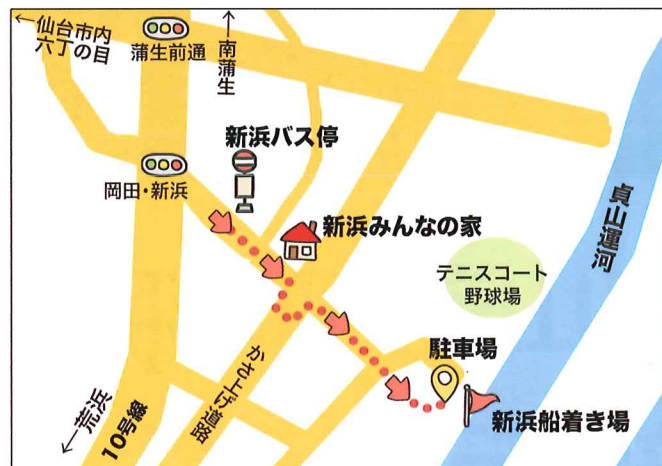 ←仙台市内
六丁の目
蒲生前通
→南蒲生
新浜バス停
岡田・新浜
新浜みんなの家
貞山運河
テニスコート
野球場
駐車場
かさ上げ道路
新浜船着き場
10号線
←荒浜